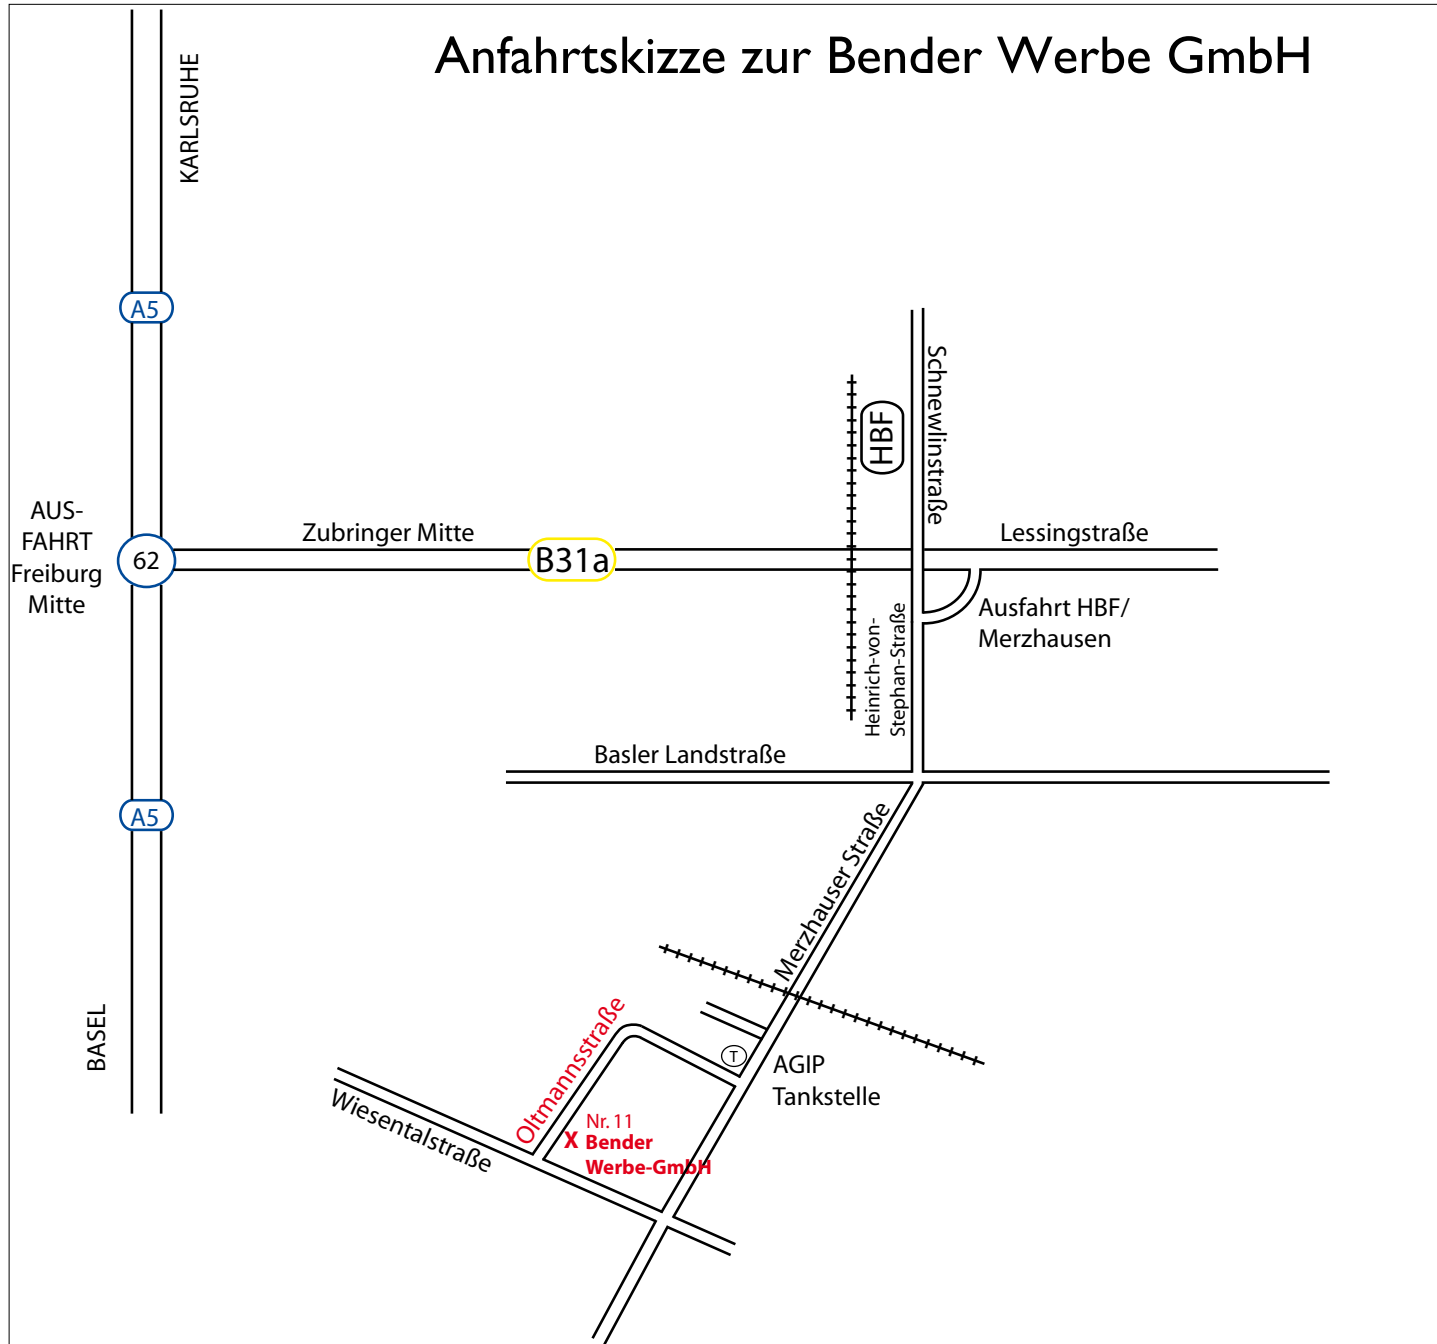 Anfahrtskizze zur Bender Werbe GmbH
KARLSRUHE
A5
Schnewlinstraße
HBF
AUS-
FAHRT
Freiburg
Mitte
62
Zubringer Mitte
B31a
Lessingstraße
Ausfahrt HBF/
Merzhausen
Heinrich-von-
Stephan-Straße
Basler Landstraße
A5
Merzhauser Straße
BASEL
Oltmannsstraße
T
AGIP
Tankstelle
Wiesentalstraße
Nr. 11
X Bender
Werbe-GmbH